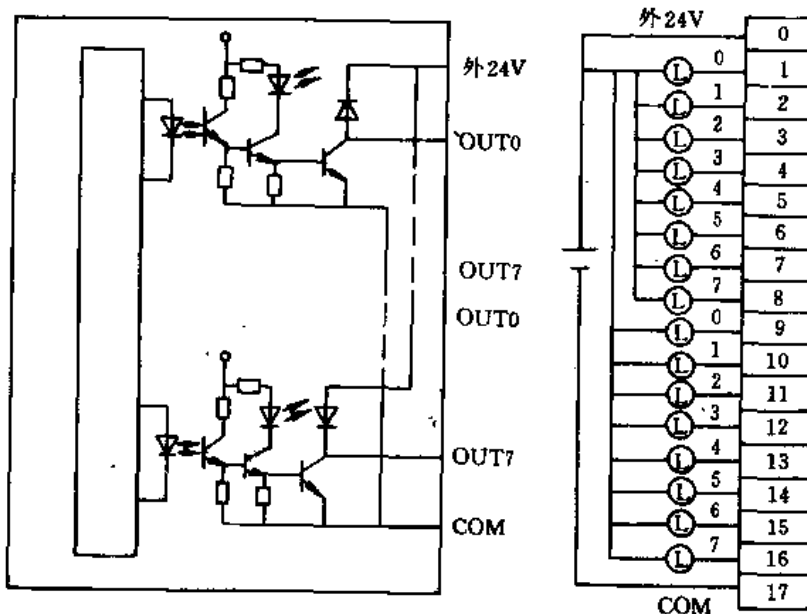 外24V
OUT0
OUT7
OUT0
OUT7
COM
外24V
0
L 0 1
L 1 2
L 2 3
L 3 4
L 4 5
L 5 6
L 6 7
L 7 8
L 0 9
L 1 10
L 2 11
L 3 12
L 4 13
L 5 14
L 6 15
L 7 16
17
COM